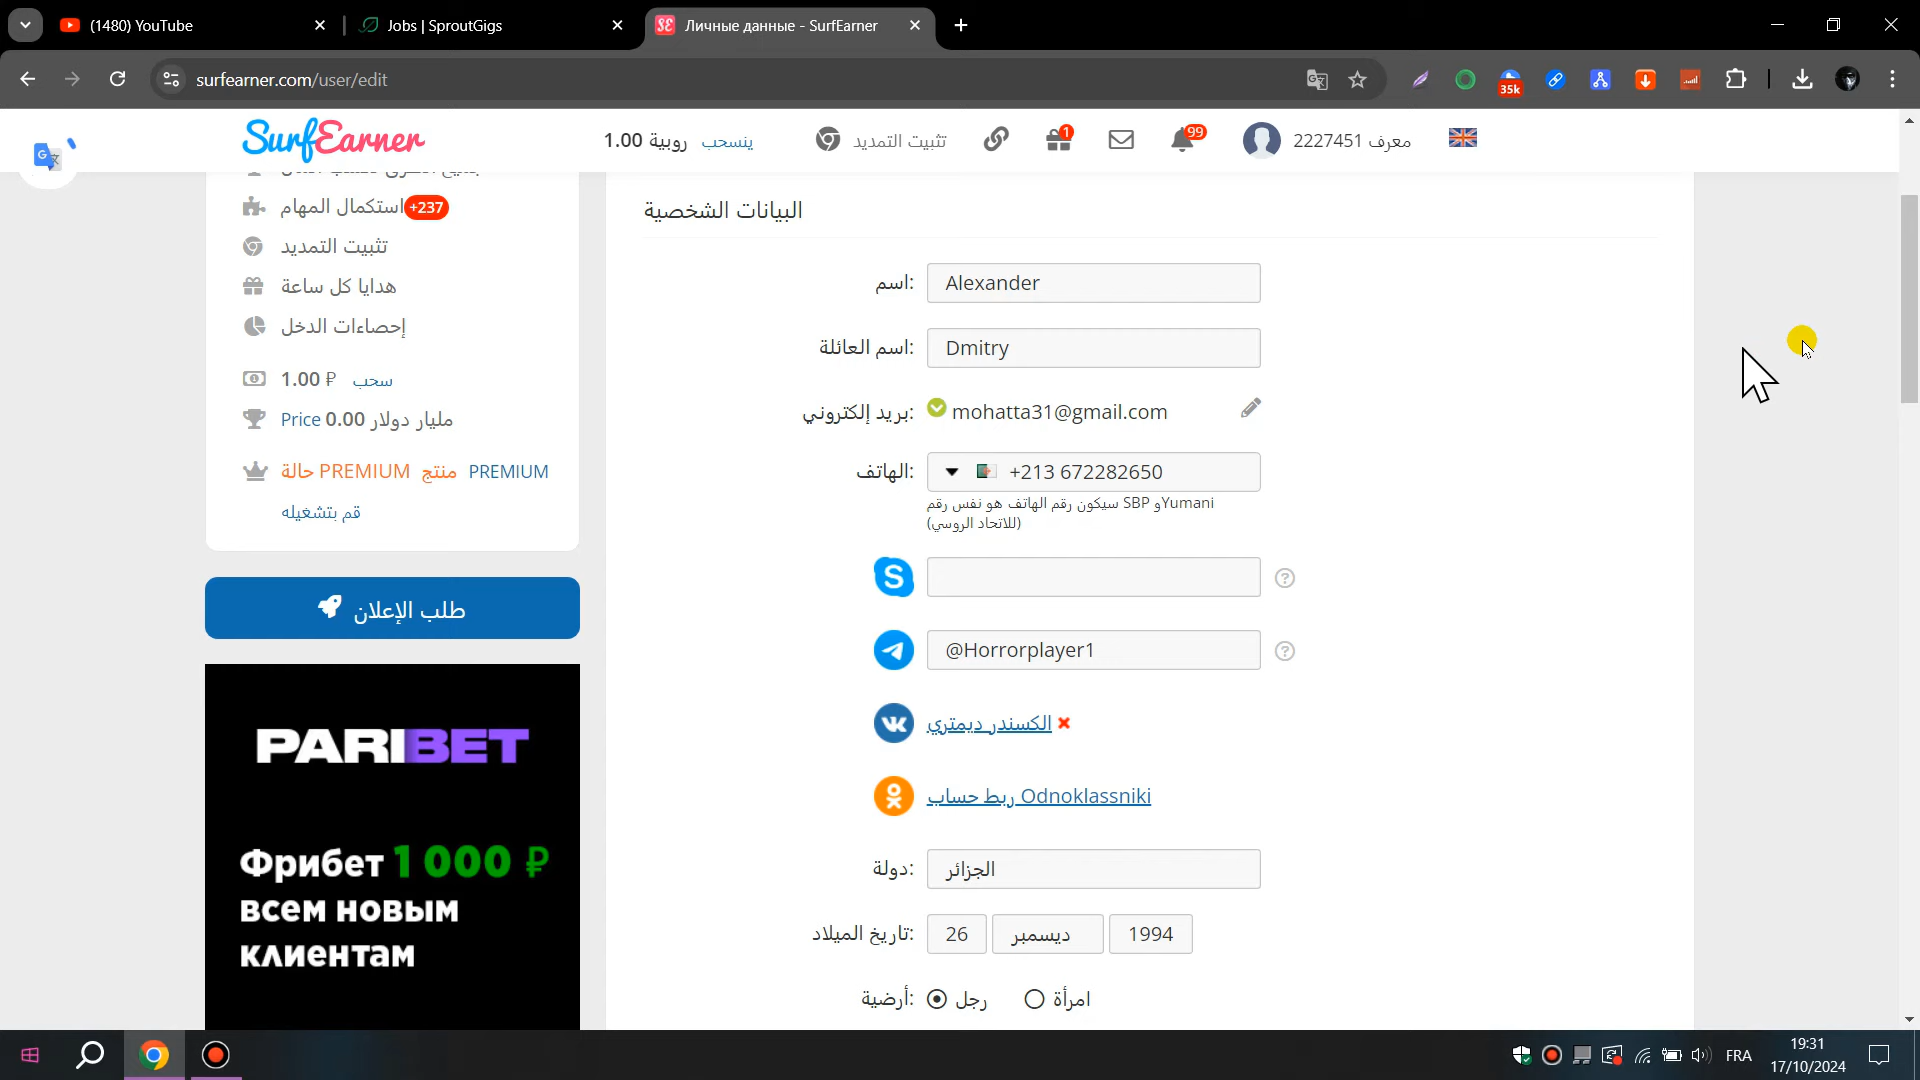 (1480) YouTube
Jobs | SproutGigs
SE Личные данные - SurfEarner
surfearner.com/user/edit
35k
SurfEarner
1.00 روبية ينسحب
تثبيت التمديد
1
99
معرف 2227451
استكمال المهام +237
تثبيت التمديد
هدايا كل ساعة
إحصاءات الدخل
1.00 ₽ سحب
Price 0.00 مليار دولار
حالة PREMIUM منتج PREMIUM
قم بتشغيله
طلب الإعلان
PARIBET
Фрибет 1 000 ₽
всем новым
клиентам
البيانات الشخصية
اسم: Alexander
اسم العائلة: Dmitry
بريد إلكتروني: mohatta31@gmail.com
الهاتف: +213 672282650
سيكون رقم الهاتف هو نفس رقم SBP وYumani
(للاتحاد الروسي)
@Horrorplayer1
الكسندر ديمتري
ربط حساب Odnoklassniki
دولة: الجزائر
تاريخ الميلاد: 26 ديسمبر 1994
أرضية: رجل امرأة
FRA
19:31
17/10/2024